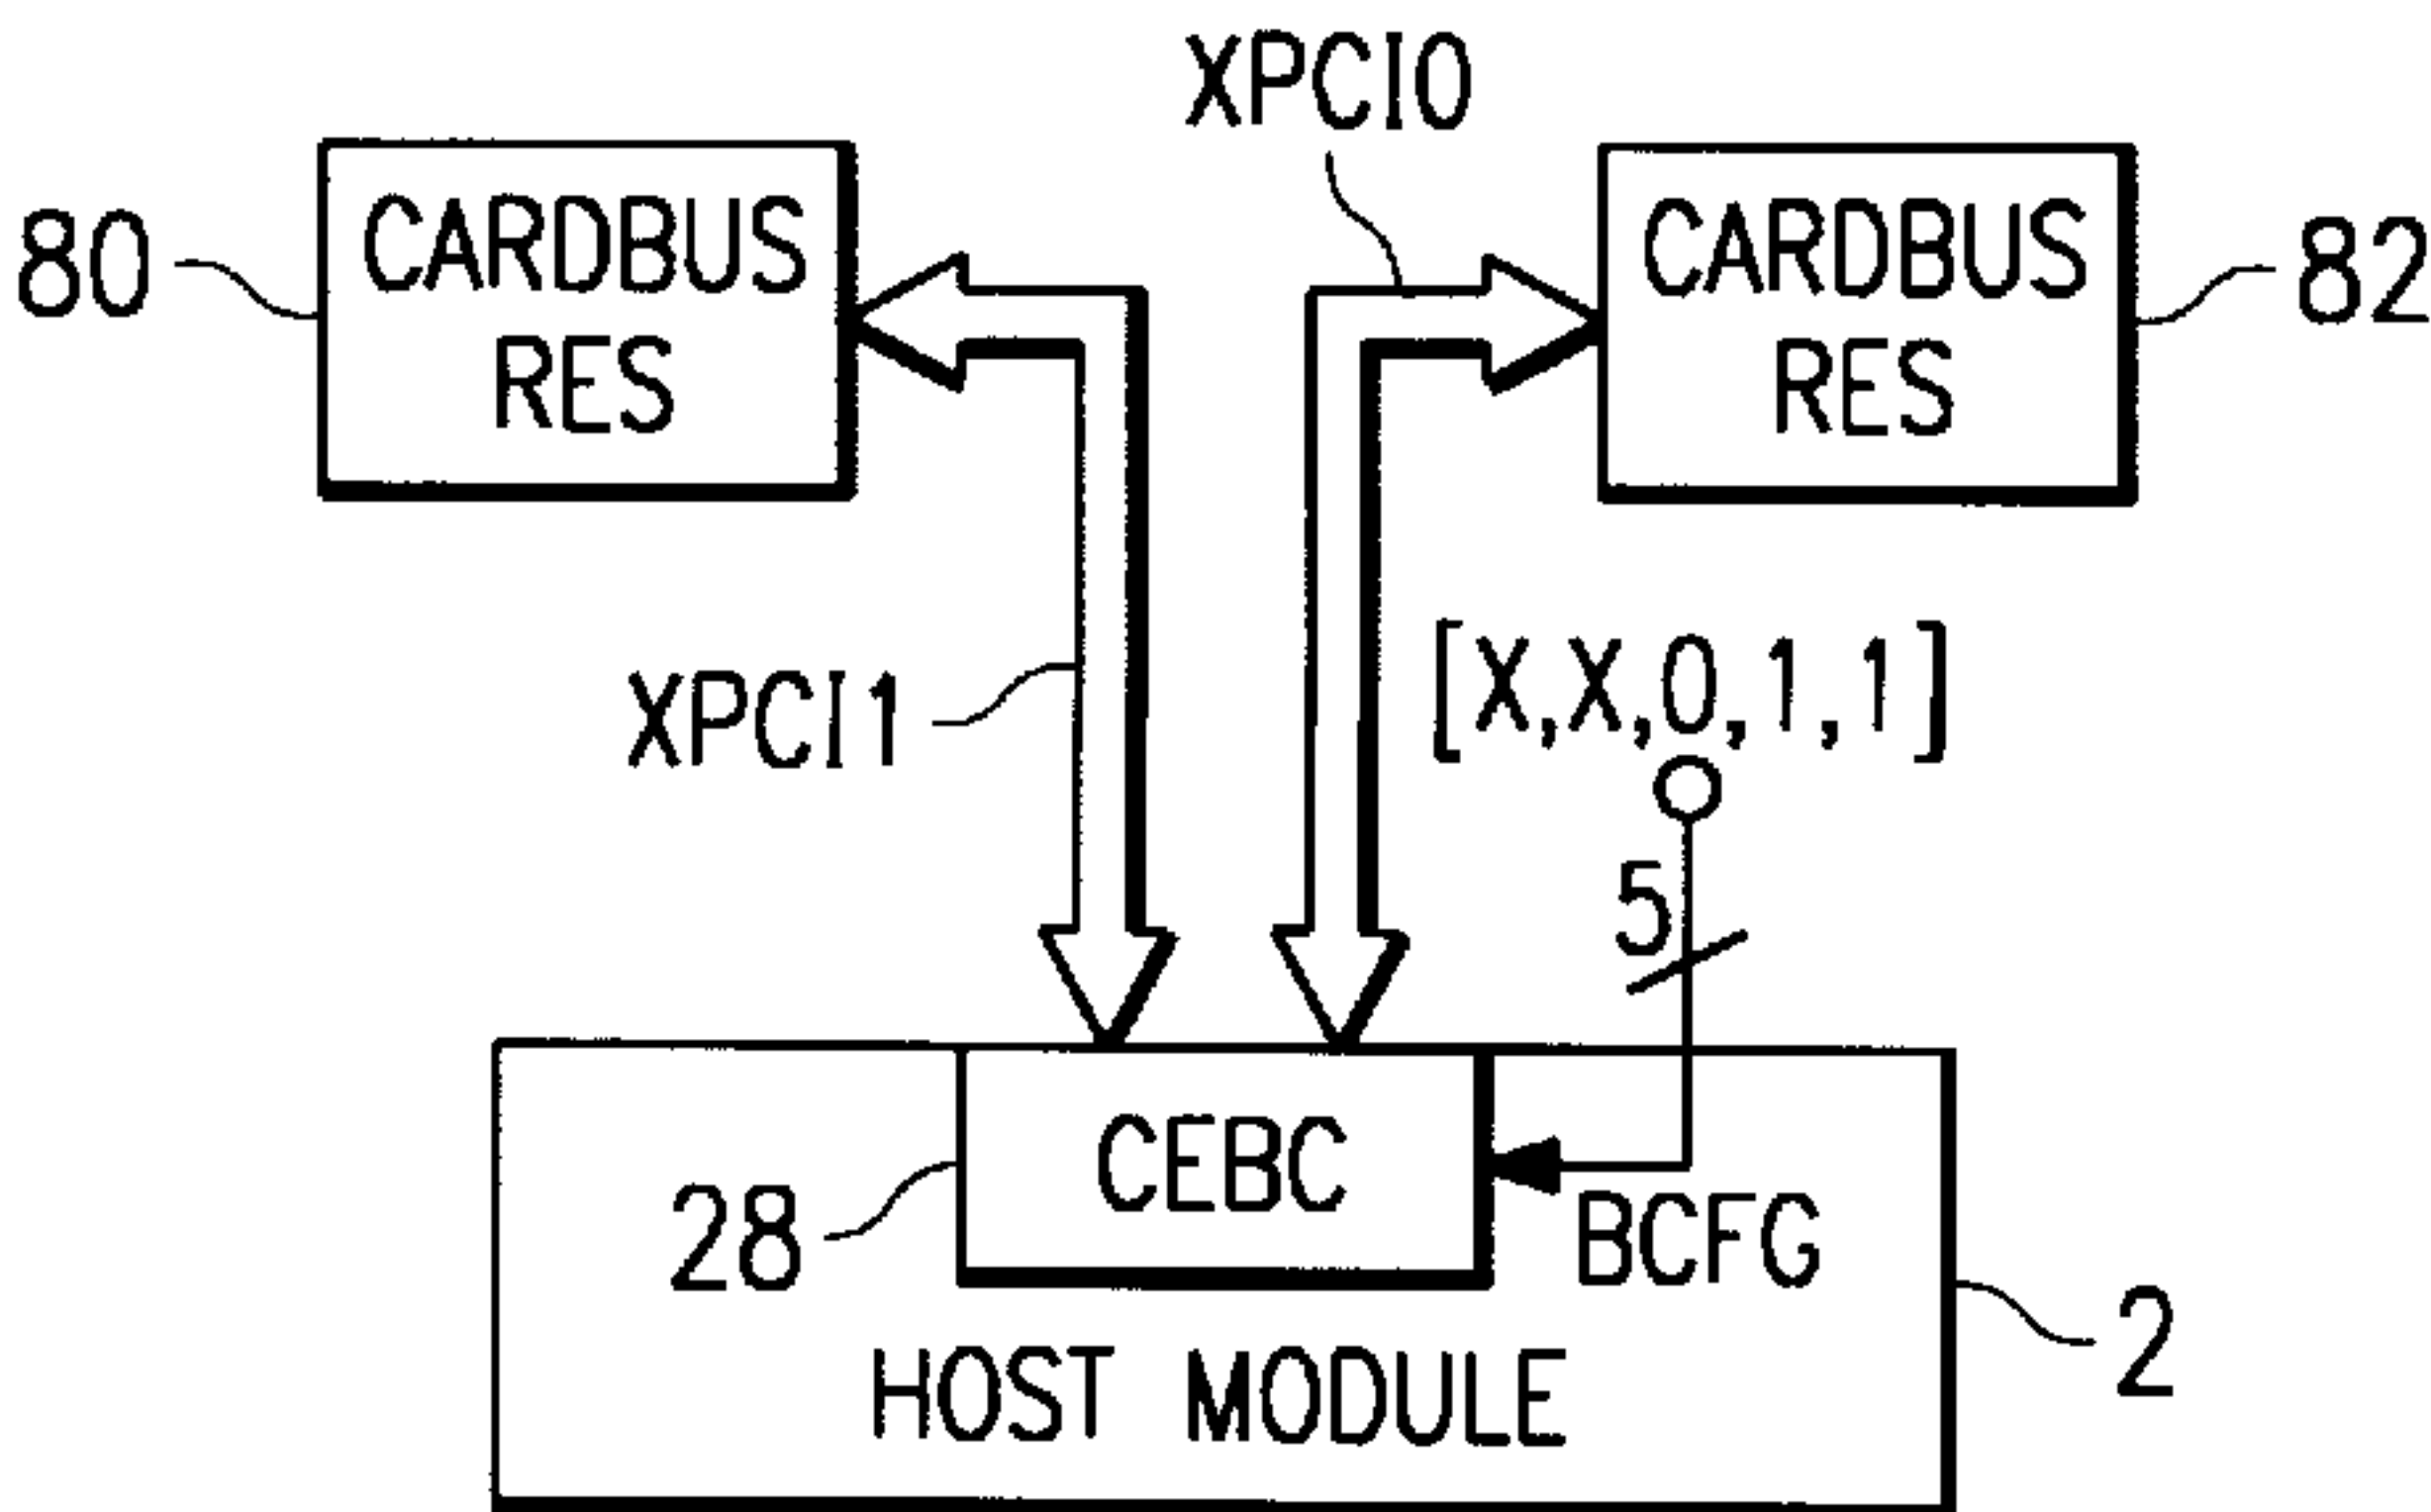 XPCI0
80
CARDBUS
RES
CARDBUS
RES
82
XPCI1
[X,X,0,1,1]
5
28
CEBC
BCFG
HOST MODULE
2